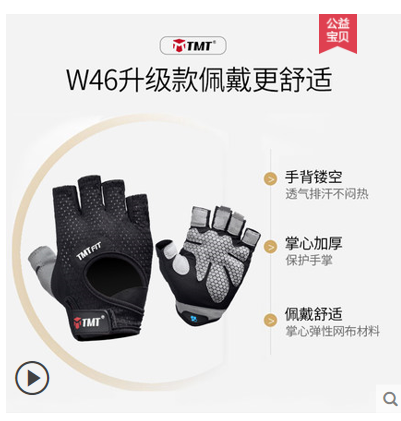 公益
宝贝
TMT®
W46升级款佩戴更舒适
手背镂空
透气排汗不闷热
掌心加厚
保护手掌
佩戴舒适
掌心弹性网布材料
TMT FIT
TMT